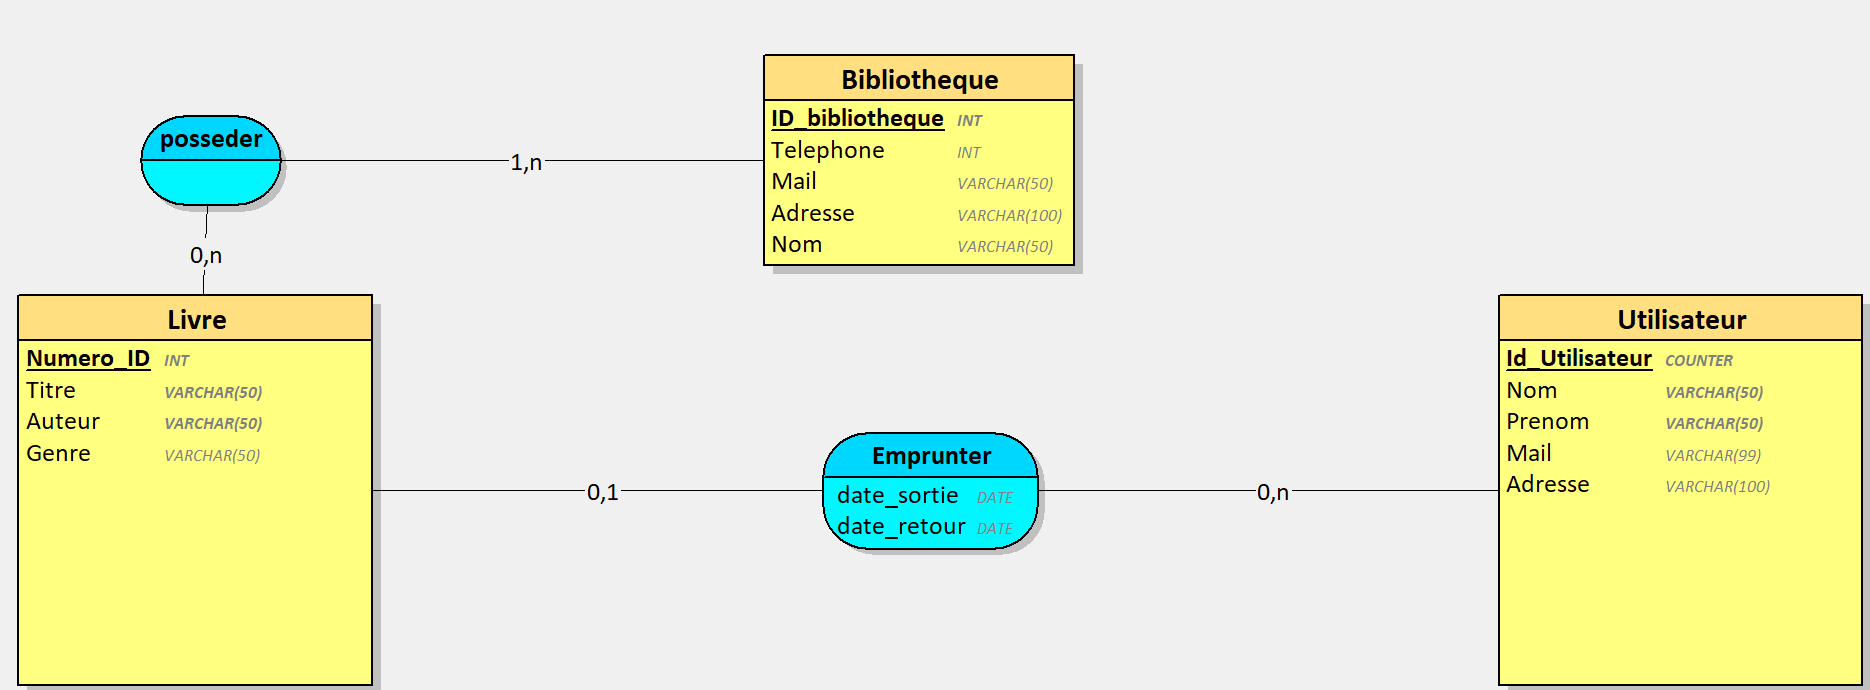 Bibliotheque
ID_bibliotheque INT
Telephone INT
Mail VARCHAR(50)
Adresse VARCHAR(100)
Nom VARCHAR(50)
posseder
1,n
0,n
Livre
Numero_ID INT
Titre VARCHAR(50)
Auteur VARCHAR(50)
Genre VARCHAR(50)
0,1
Emprunter
date_sortie DATE
date_retour DATE
0,n
Utilisateur
Id_Utilisateur COUNTER
Nom VARCHAR(50)
Prenom VARCHAR(50)
Mail VARCHAR(99)
Adresse VARCHAR(100)